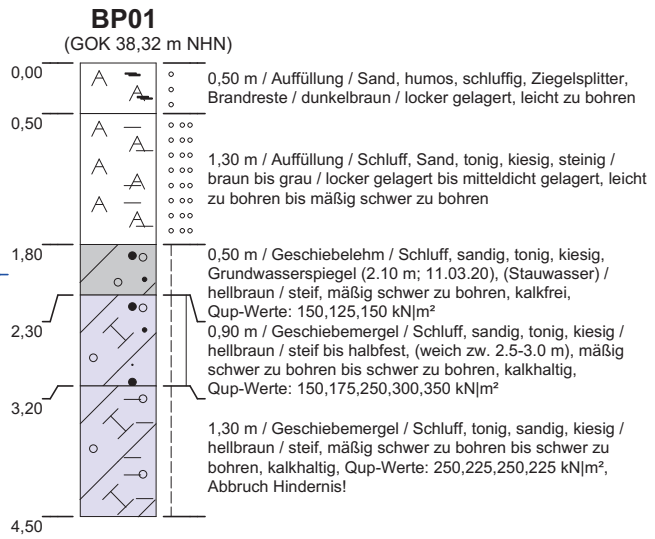 BP01
(GOK 38,32 m NHN)
0,00
0,50 m / Auffüllung / Sand, humos, schluffig, Ziegelsplitter,
Brandreste / dunkelbraun / locker gelagert, leicht zu bohren
0,50
1,30 m / Auffüllung / Schluff, Sand, tonig, kiesig, steinig /
braun bis grau / locker gelagert bis mitteldicht gelagert, leicht
zu bohren bis mäßig schwer zu bohren
1,80
0,50 m / Geschiebelehm / Schluff, sandig, tonig, kiesig,
Grundwasserspiegel (2.10 m; 11.03.20), (Stauwasser) /
hellbraun / steif, mäßig schwer zu bohren, kalkfrei,
Qup-Werte: 150,125,150 kN|m²
2,30
0,90 m / Geschiebemergel / Schluff, sandig, tonig, kiesig /
hellbraun / steif bis halbfest, (weich zw. 2.5-3.0 m), mäßig
schwer zu bohren bis schwer zu bohren, kalkhaltig,
Qup-Werte: 150,175,250,300,350 kN|m²
3,20
1,30 m / Geschiebemergel / Schluff, tonig, sandig, kiesig /
hellbraun / steif, mäßig schwer zu bohren bis schwer zu
bohren, kalkhaltig, Qup-Werte: 250,225,250,225 kN|m²,
Abbruch Hindernis!
4,50